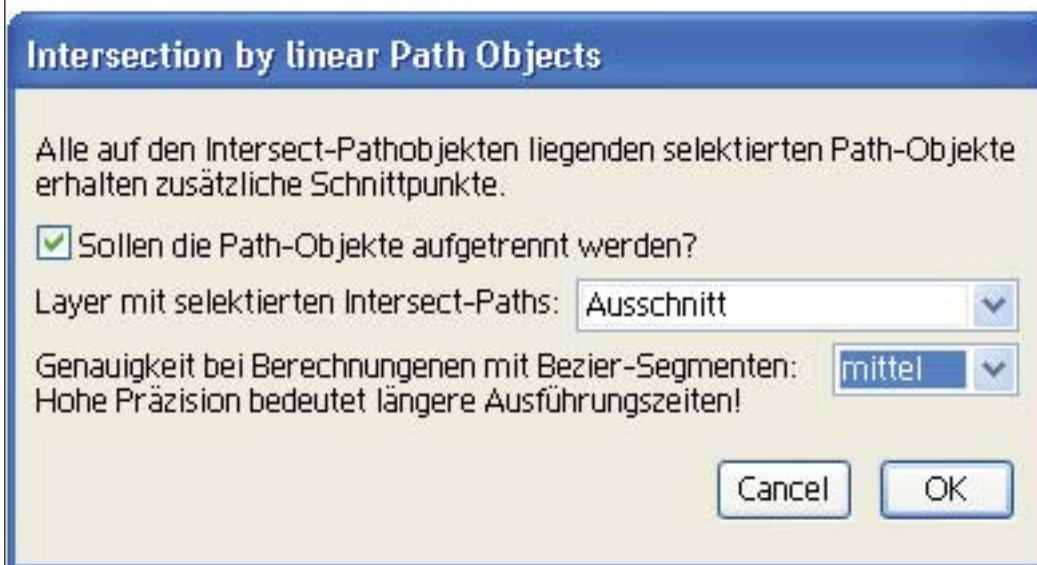 Intersection by linear Path Objects
Alle auf den Intersect-Pathobjekten liegenden selektierten Path-Objekte
erhalten zusätzliche Schnittpunkte.
Sollen die Path-Objekte aufgetrennt werden?
Layer mit selektierten Intersect-Paths: Ausschnitt
Genauigkeit bei Berechnungenen mit Bezier-Segmenten: mittel
Hohe Präzision bedeutet längere Ausführungszeiten!
Cancel OK